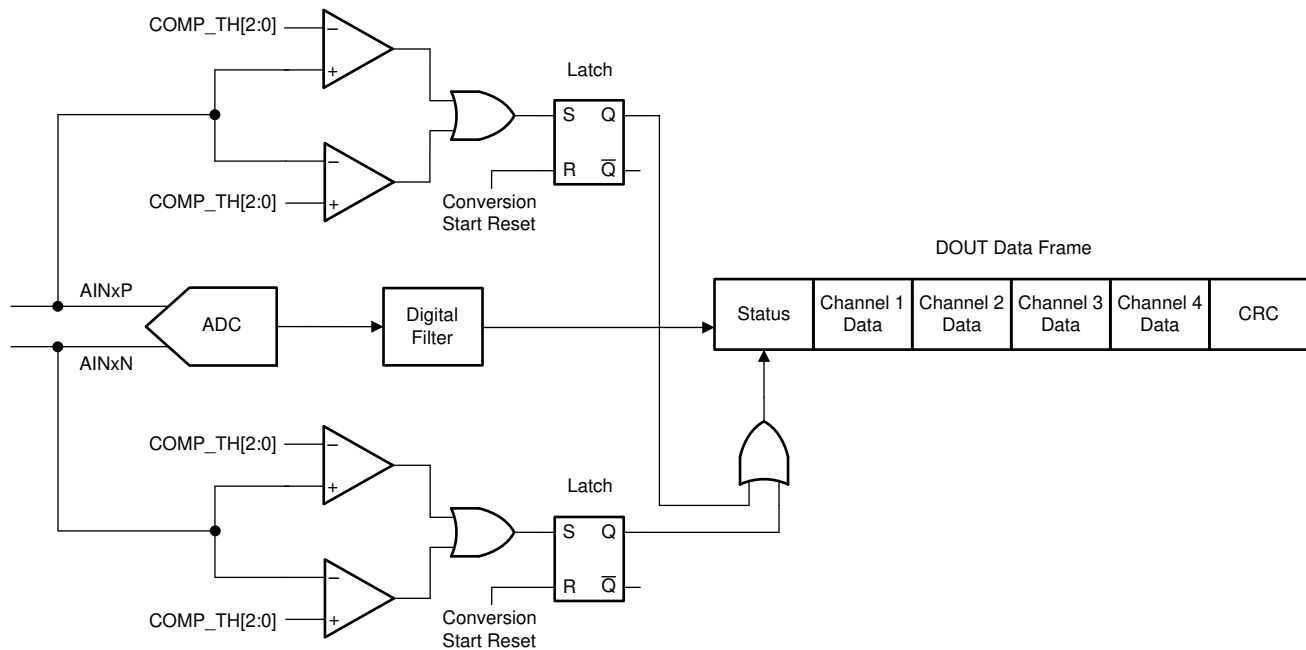 COMP_TH[2:0]
−
+
Latch
S
Q
R
Q̅
−
+
COMP_TH[2:0]
Conversion
Start Reset
DOUT Data Frame
AINxP
ADC
Digital
Filter
Status
Channel 1
Data
Channel 2
Data
Channel 3
Data
Channel 4
Data
CRC
AINxN
COMP_TH[2:0]
−
+
Latch
S
Q
R
Q̅
−
+
COMP_TH[2:0]
Conversion
Start Reset